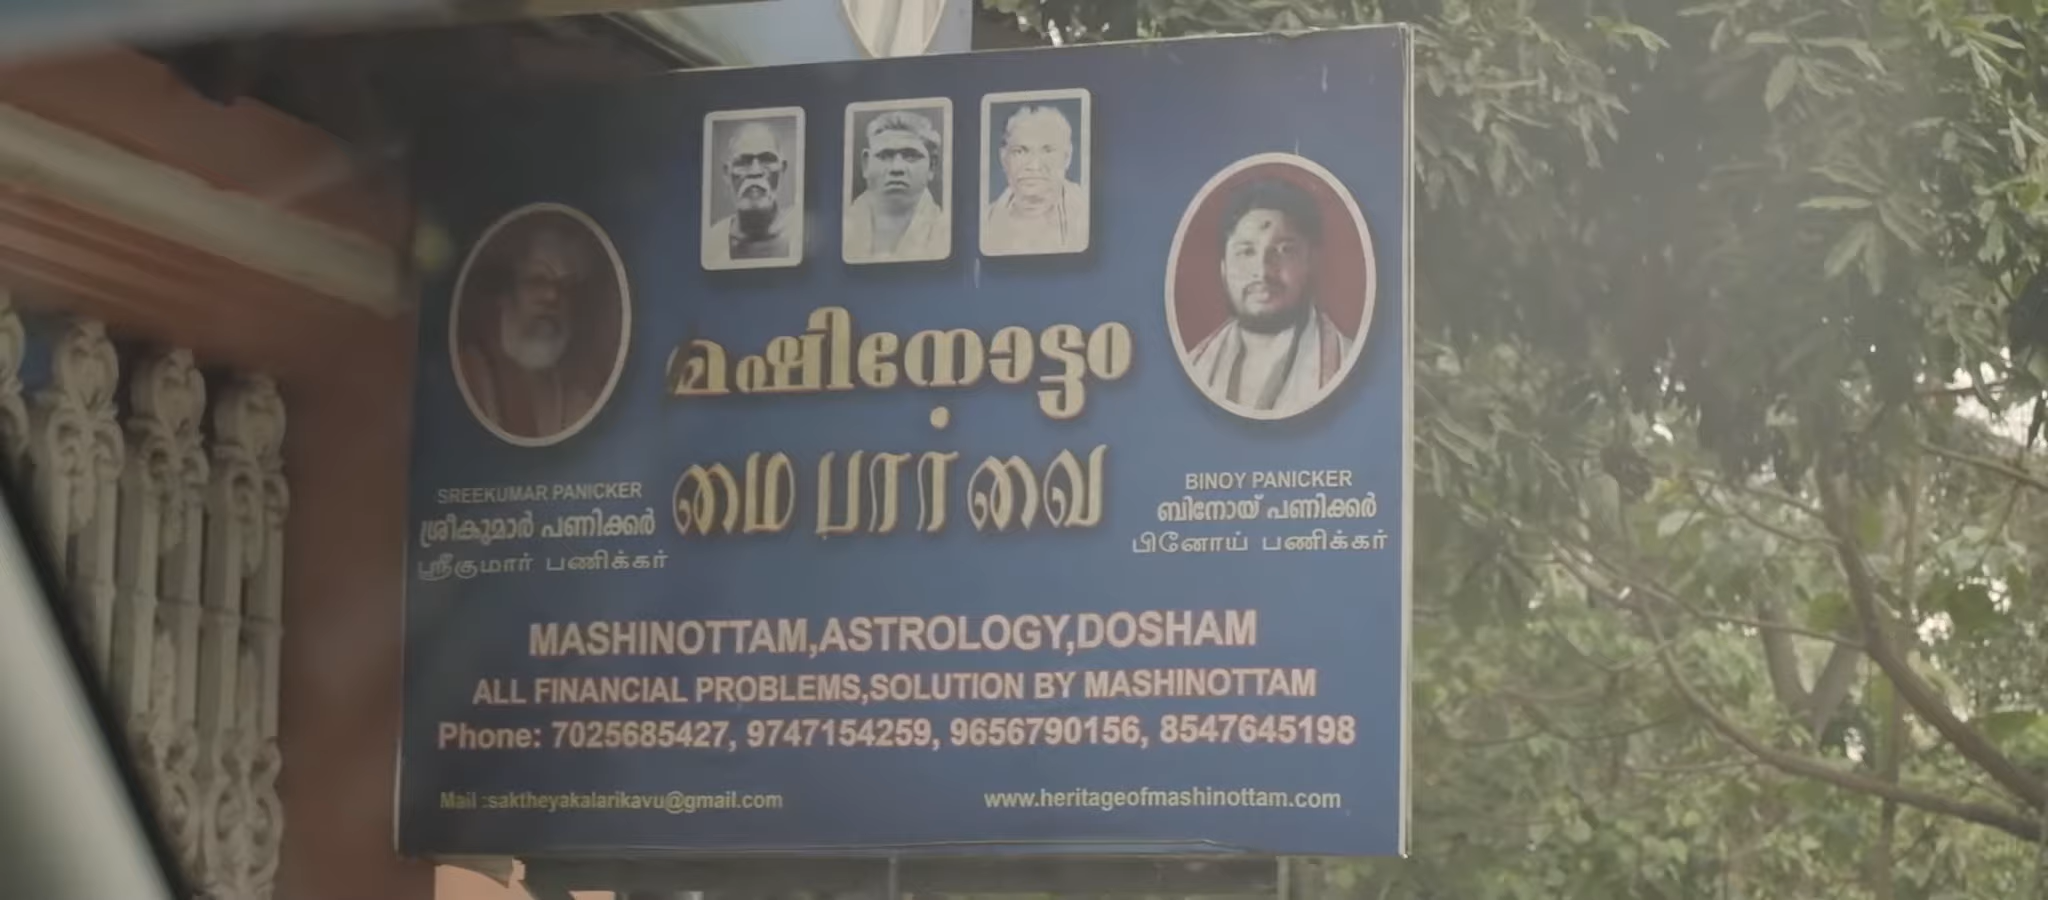 മഷിനോട്ടം
மை பார்வை
SREEKUMAR PANICKER
ശ്രീകുമാർ പണിക്കർ
ஸ்ரீகுமார் பணிக்கர்
BINOY PANICKER
ബിനോയ് പണിക്കർ
பினோய் பணிக்கர்
MASHINOTTAM,ASTROLOGY,DOSHAM
ALL FINANCIAL PROBLEMS,SOLUTION BY MASHINOTTAM
Phone: 7025685427, 9747154259, 9656790156, 8547645198
Mail :saktheyakalarikavu@gmail.com
www.heritageofmashinottam.com